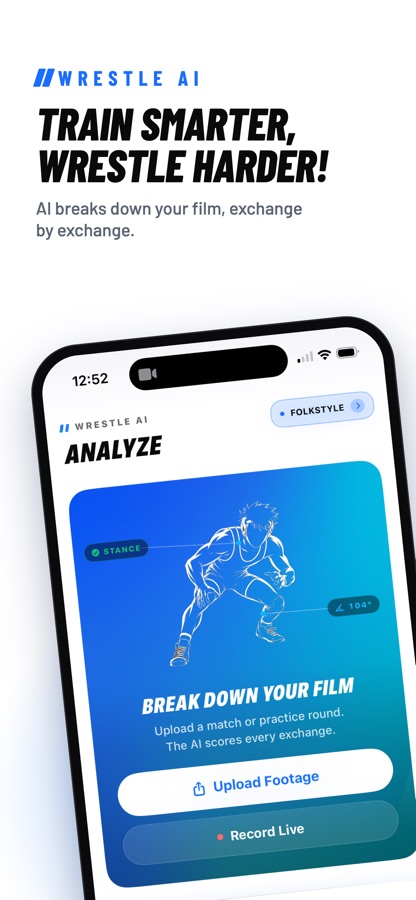 WRESTLE AI
TRAIN SMARTER,
WRESTLE HARDER!
AI breaks down your film, exchange
by exchange.
12:52
WRESTLE AI
FOLKSTYLE
ANALYZE
STANCE
104°
BREAK DOWN YOUR FILM
Upload a match or practice round.
The AI scores every exchange.
Upload Footage
Record Live